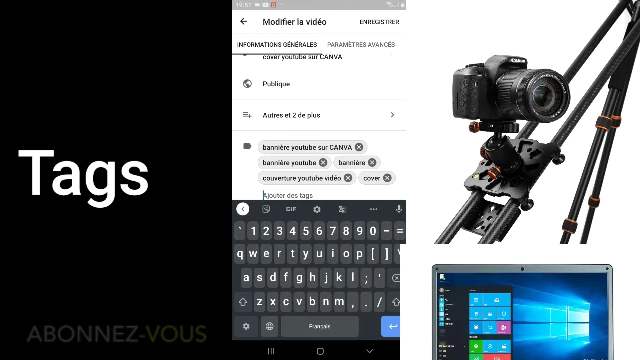 19:51
Modifier la vidéo
ENREGISTRER
INFORMATIONS GÉNÉRALES
PARAMÈTRES AVANCÉS
cover youtube sur CANVA
Publique
Autres et 2 de plus
bannière youtube sur CANVA
bannière youtube
bannière
couverture youtube vidéo
cover
Ajouter des tags
GIF
` 1 2 3 4 5 6 7 8 9 0 - =
q w e r t y u i o p [ ]
a s d f g h j k l ; '
z x c v b n m , . /
Français
Tags
ABONNEZ-VOUS